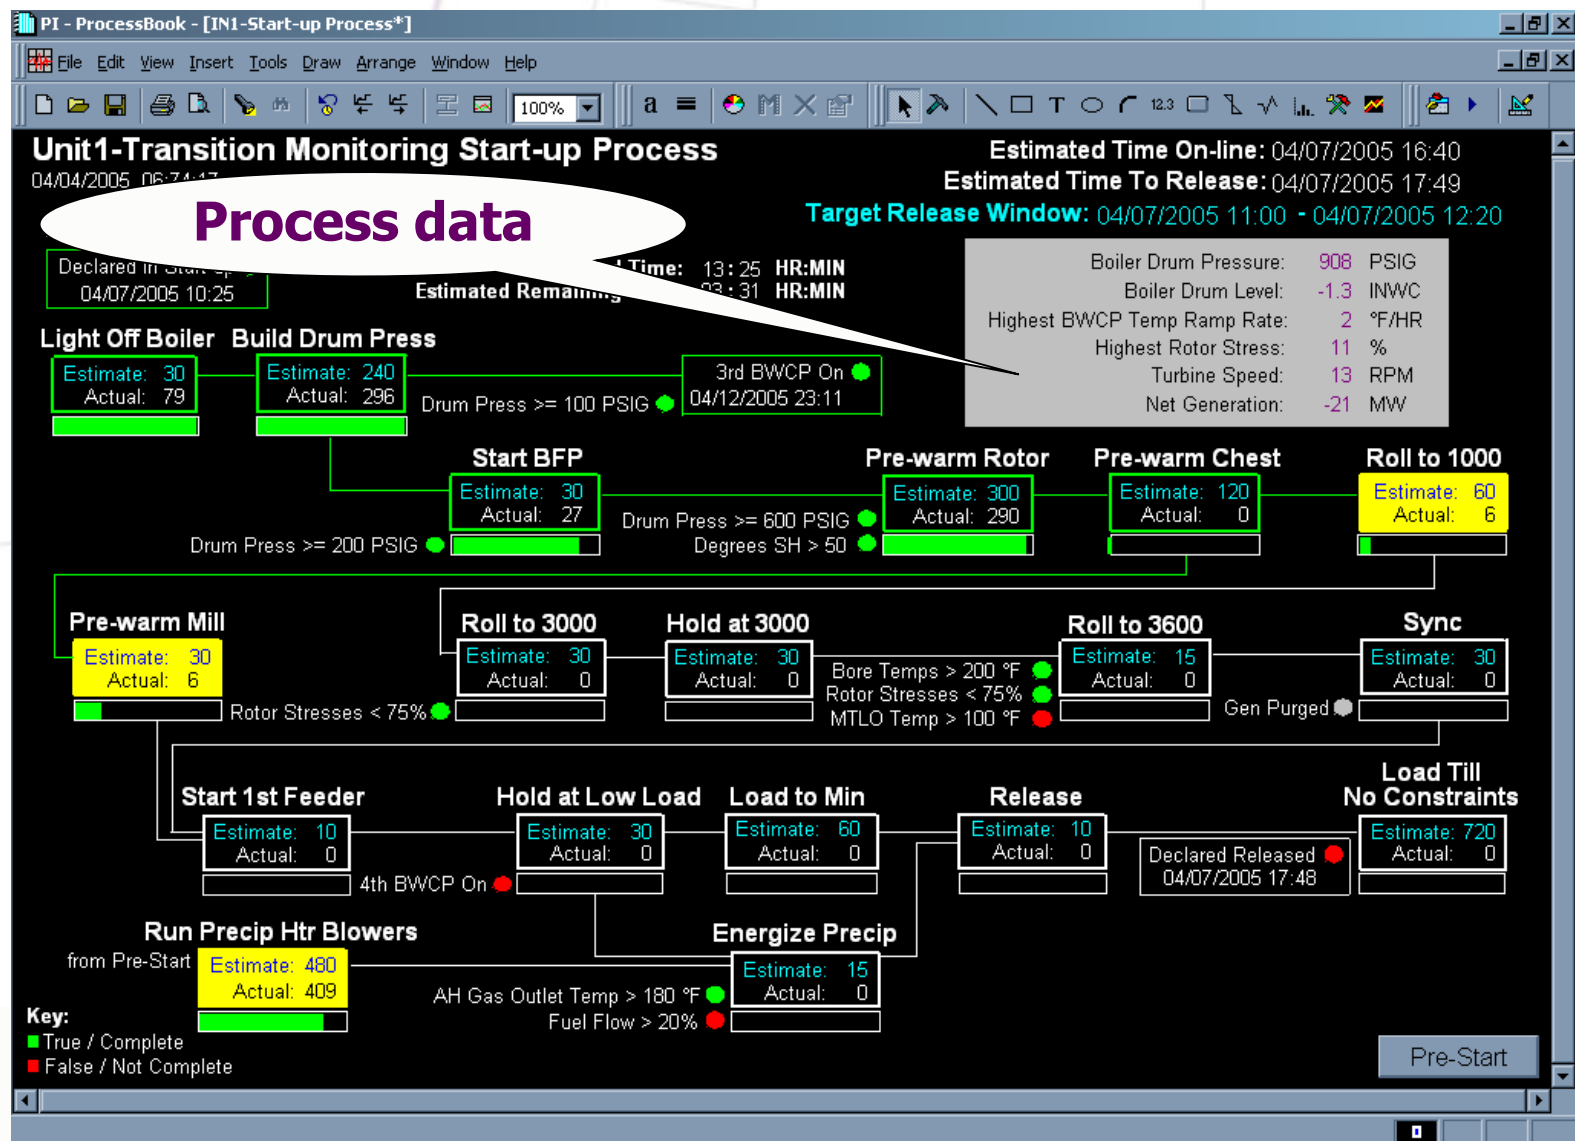 PI - ProcessBook - [IN1-Start-up Process*]
File Edit View Insert Tools Draw Arrange Window Help
100%
a
M
T
12.3
Unit1-Transition Monitoring Start-up Process
Estimated Time On-line: 04/07/2005 16:40
04/04/2005
Estimated Time To Release: 04/07/2005 17:49
Target Release Window: 04/07/2005 11:00 - 04/07/2005 12:20
Process data
Declared in
04/07/2005 10:25
Time: 13:25 HR:MIN
Estimated Remaining 03:31 HR:MIN
Boiler Drum Pressure: 908 PSIG
Boiler Drum Level: -1.3 INWC
Highest BWCP Temp Ramp Rate: 2 °F/HR
Highest Rotor Stress: 11 %
Turbine Speed: 13 RPM
Net Generation: -21 MW
Light Off Boiler
Estimate: 30
Actual: 79
Build Drum Press
Estimate: 240
Actual: 296
Drum Press >= 100 PSIG
3rd BWCP On
04/12/2005 23:11
Start BFP
Estimate: 30
Actual: 27
Drum Press >= 200 PSIG
Pre-warm Rotor
Estimate: 300
Actual: 290
Drum Press >= 600 PSIG
Degrees SH > 50
Pre-warm Chest
Estimate: 120
Actual: 0
Roll to 1000
Estimate: 60
Actual: 6
Pre-warm Mill
Estimate: 30
Actual: 6
Rotor Stresses < 75%
Roll to 3000
Estimate: 30
Actual: 0
Hold at 3000
Estimate: 30
Actual: 0
Bore Temps > 200 °F
Rotor Stresses < 75%
MTLO Temp > 100 °F
Roll to 3600
Estimate: 15
Actual: 0
Gen Purged
Sync
Estimate: 30
Actual: 0
Start 1st Feeder
Estimate: 10
Actual: 0
4th BWCP On
Hold at Low Load
Estimate: 30
Actual: 0
Load to Min
Estimate: 60
Actual: 0
Release
Estimate: 10
Actual: 0
Declared Released
04/07/2005 17:48
Load Till
No Constraints
Estimate: 720
Actual: 0
Run Precip Htr Blowers
from Pre-Start
Estimate: 480
Actual: 409
Energize Precip
Estimate: 15
Actual: 0
AH Gas Outlet Temp > 180 °F
Fuel Flow > 20%
Key:
True / Complete
False / Not Complete
Pre-Start